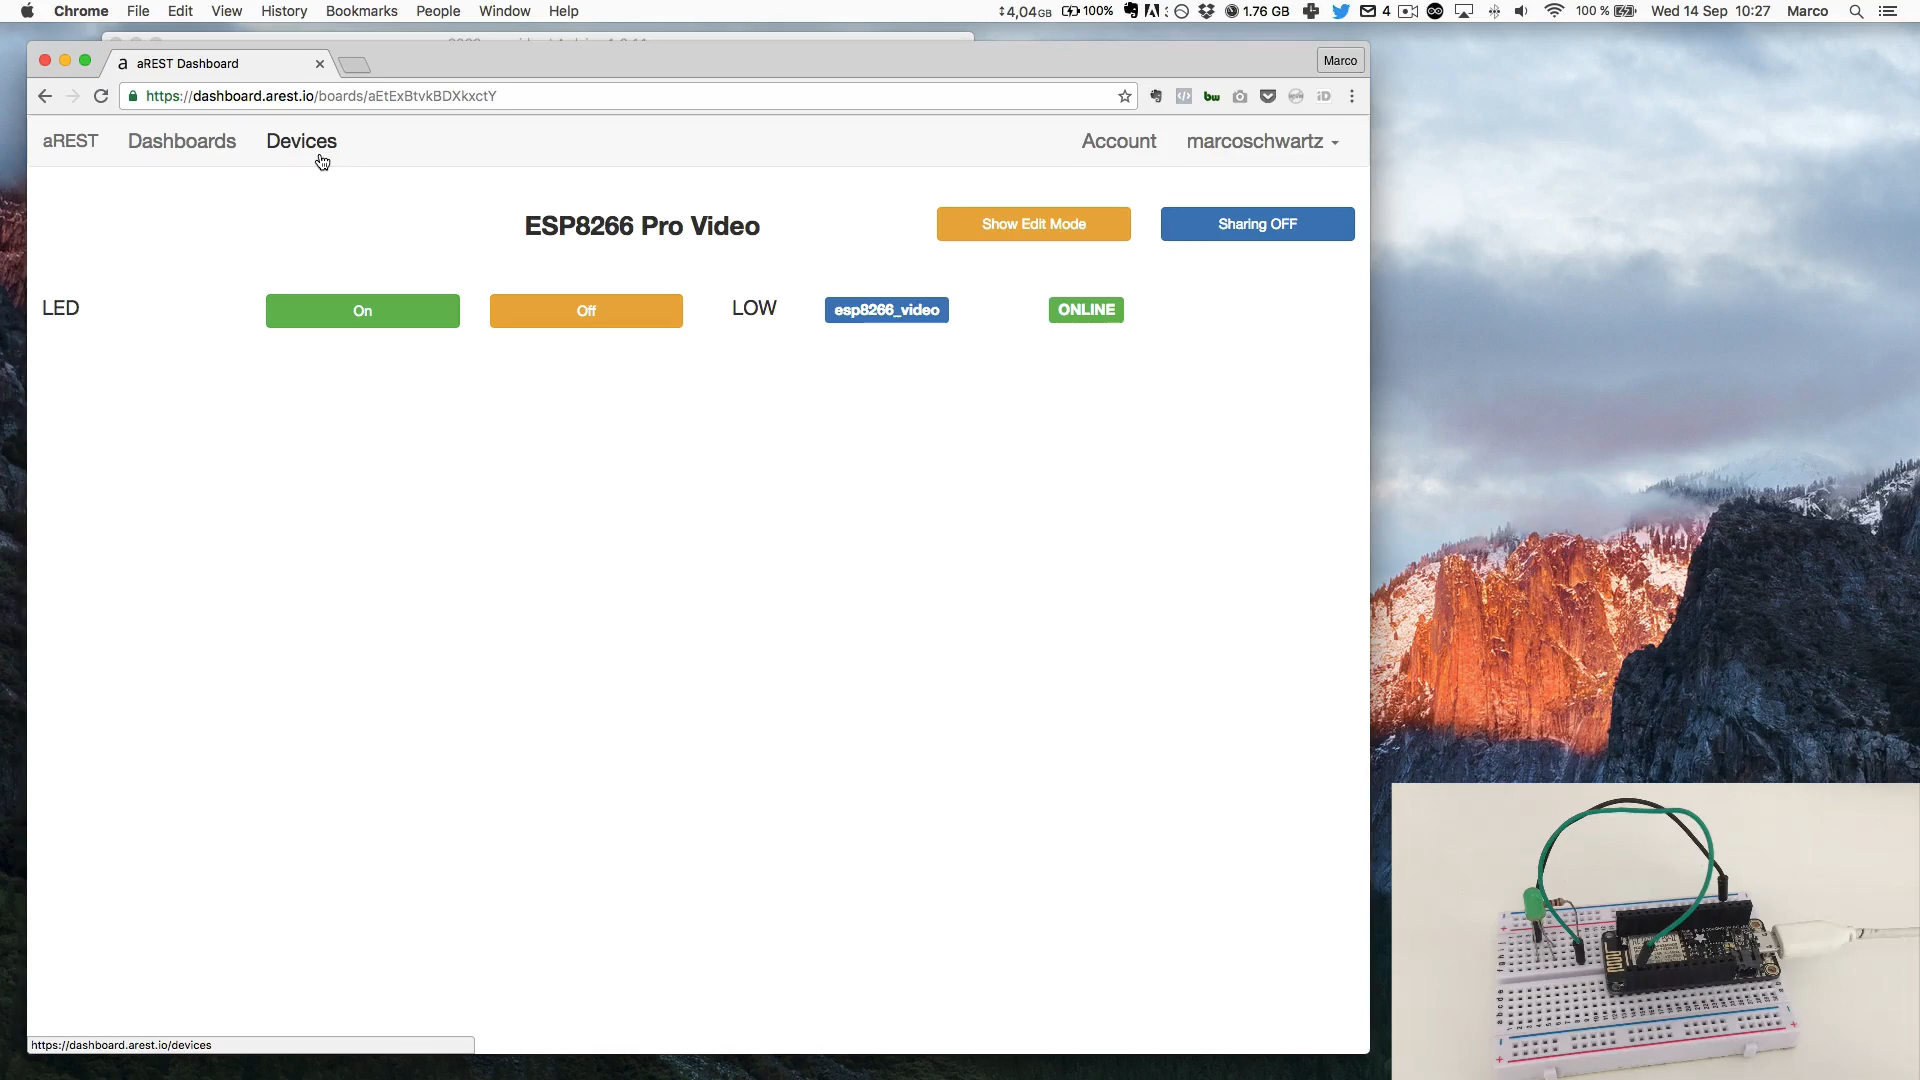 Chrome File Edit View History Bookmarks People Window Help 4,04GB 100% 1.76 GB 4 100 % Wed 14 Sep 10:27 Marco
a aREST Dashboard Marco
https://dashboard.arest.io/boards/aEtExBtvkBDXkxctY
aREST Dashboards Devices Account marcoschwartz
ESP8266 Pro Video Show Edit Mode Sharing OFF
LED On Off LOW esp8266_video ONLINE
https://dashboard.arest.io/devices